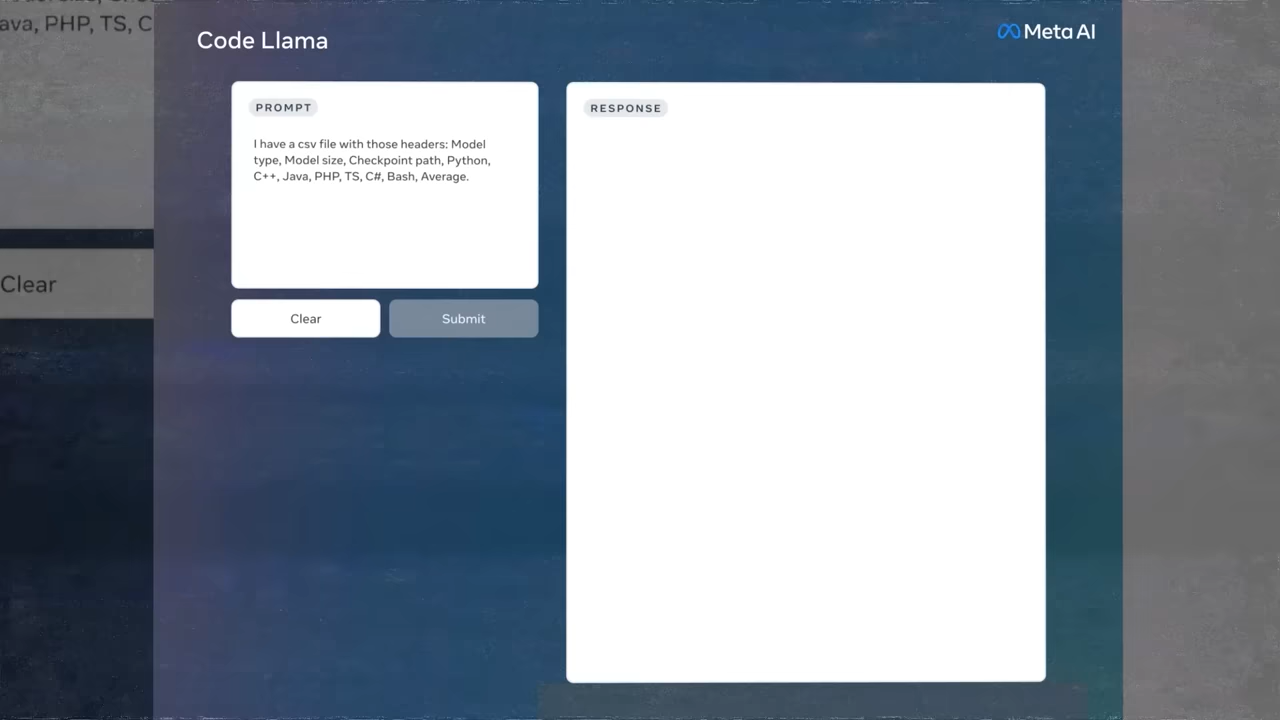 ava, PHP, TS, C
Clear
Code Llama
Meta AI
PROMPT
I have a csv file with those headers: Model
type, Model size, Checkpoint path, Python,
C++, Java, PHP, TS, C#, Bash, Average.
Clear
Submit
RESPONSE